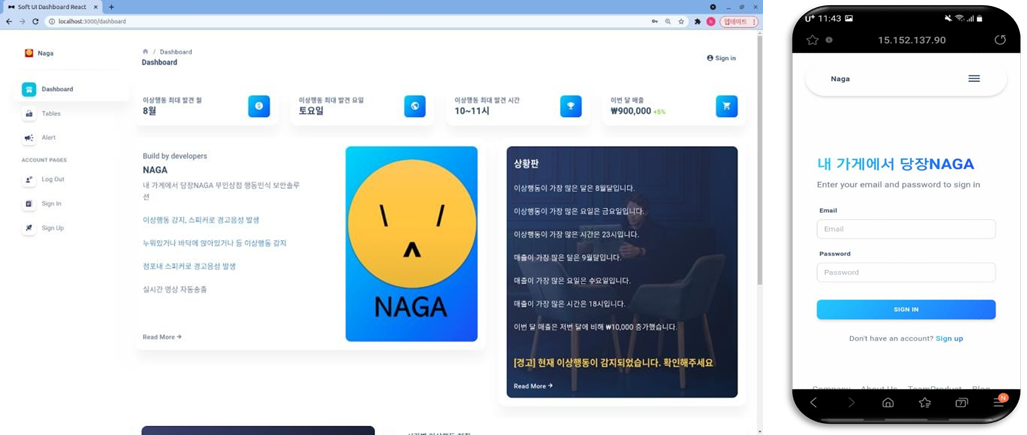 Soft UI Dashboard React
localhost:3000/dashboard
업데이트
Naga
Dashboard
Tables
Alert
ACCOUNT PAGES
Log Out
Sign In
Sign Up
/ Dashboard
Dashboard
Sign in
이상행동 최대 발견 월
8월
이상행동 최대 발견 요일
토요일
이상행동 최대 발견 시간
10~11시
이번 달 매출
₩900,000 +5%
Build by developers
NAGA
내 가게에서 당장NAGA 무인상점 행동인식 보안솔루
션
이상행동 감지, 스피커로 경고음성 발생
누워있거나 바닥에 앉아있거나 등 이상행동 감지
점포내 스피커로 경고음성 발생
실시간 영상 자동송출
Read More →
NAGA
상황판
이상행동이 가장 많은 달은 8월달입니다.
이상행동이 가장 많은 요일은 금요일입니다.
이상행동이 가장 많은 시간은 23시입니다.
매출이 가장 많은 달은 9월달입니다.
매출이 가장 많은 요일은 수요일입니다.
매출이 가장 많은 시간은 18시입니다.
이번 달 매출은 저번 달에 비해 ₩10,000 증가했습니다.
[경고] 현재 이상행동이 감지되었습니다. 확인해주세요
Read More →
U+ 11:43
15.152.137.90
Naga
내 가게에서 당장NAGA
Enter your email and password to sign in
Email
Email
Password
Password
SIGN IN
Don't have an account? Sign up
Company About Us TeamProduct Blog
7
N